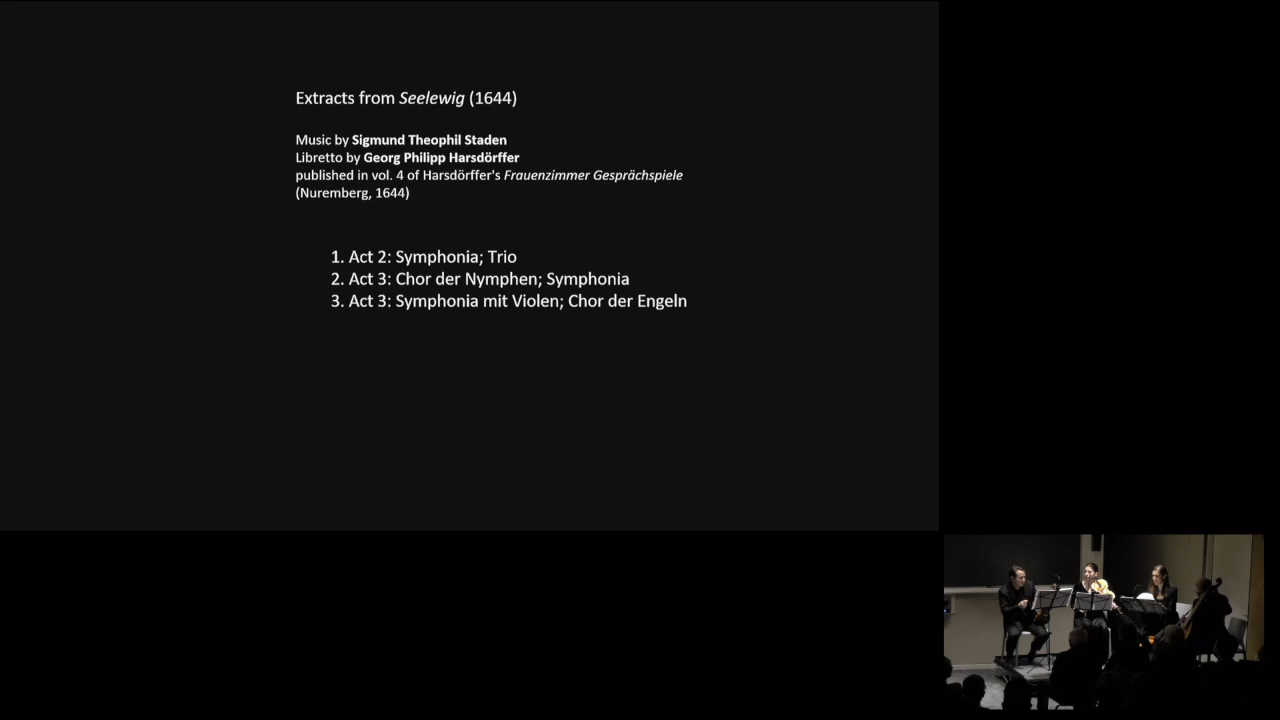 Extracts from Seelewig (1644)
Music by Sigmund Theophil Staden
Libretto by Georg Philipp Harsdörffer
published in vol. 4 of Harsdörffer's Frauenzimmer Gesprächspiele
(Nuremberg, 1644)
1. Act 2: Symphonia; Trio
2. Act 3: Chor der Nymphen; Symphonia
3. Act 3: Symphonia mit Violen; Chor der Engeln